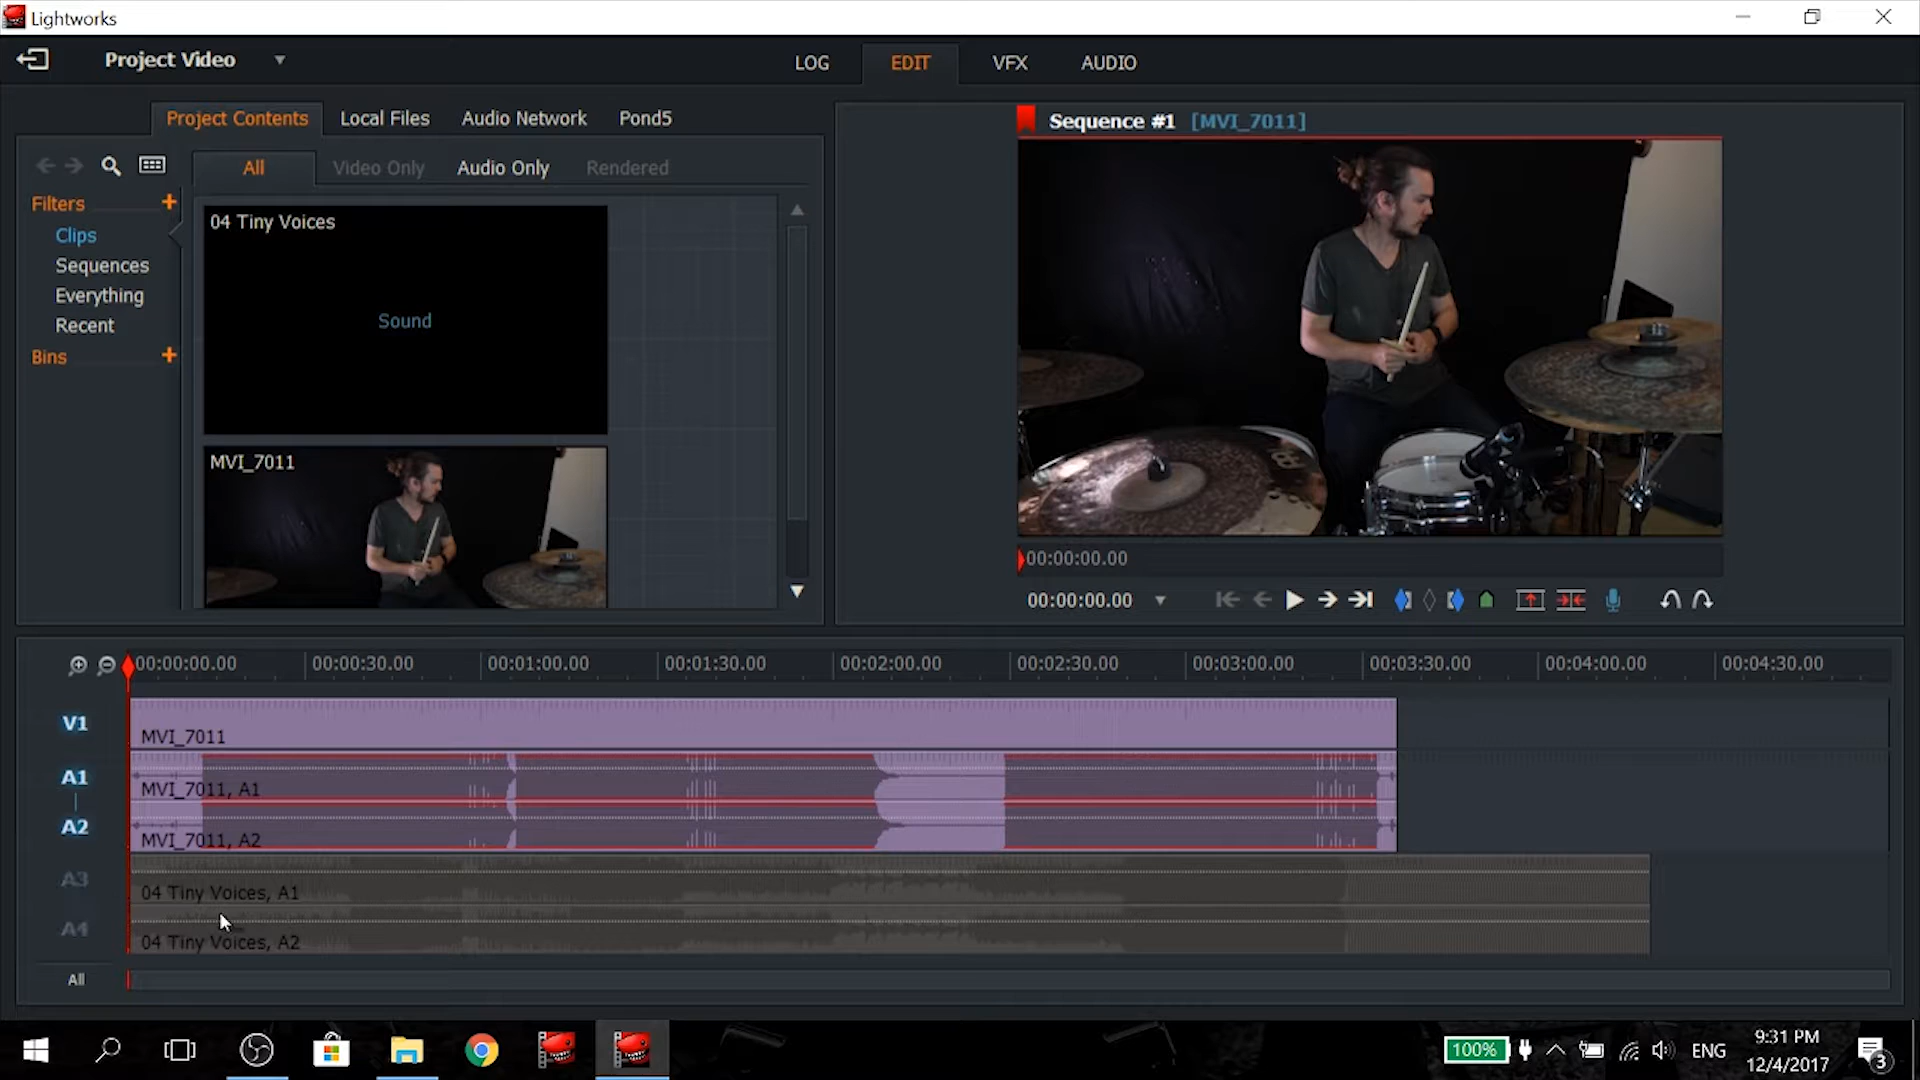 Lightworks
Project Video
LOG
EDIT
VFX
AUDIO
Project Contents
Local Files
Audio Network
Pond5
All
Video Only
Audio Only
Rendered
Filters
Clips
Sequences
Everything
Recent
Bins
04 Tiny Voices
Sound
MVI_7011
Sequence #1 [MVI_7011]
00:00:00.00
00:00:00.00
00:00:00.00
00:00:30.00
00:01:00.00
00:01:30.00
00:02:00.00
00:02:30.00
00:03:00.00
00:03:30.00
00:04:00.00
00:04:30.00
V1
MVI_7011
A1
MVI_7011, A1
A2
MVI_7011, A2
A3
04 Tiny Voices, A1
A4
04 Tiny Voices, A2
All
100%
ENG
9:31 PM
12/4/2017
3